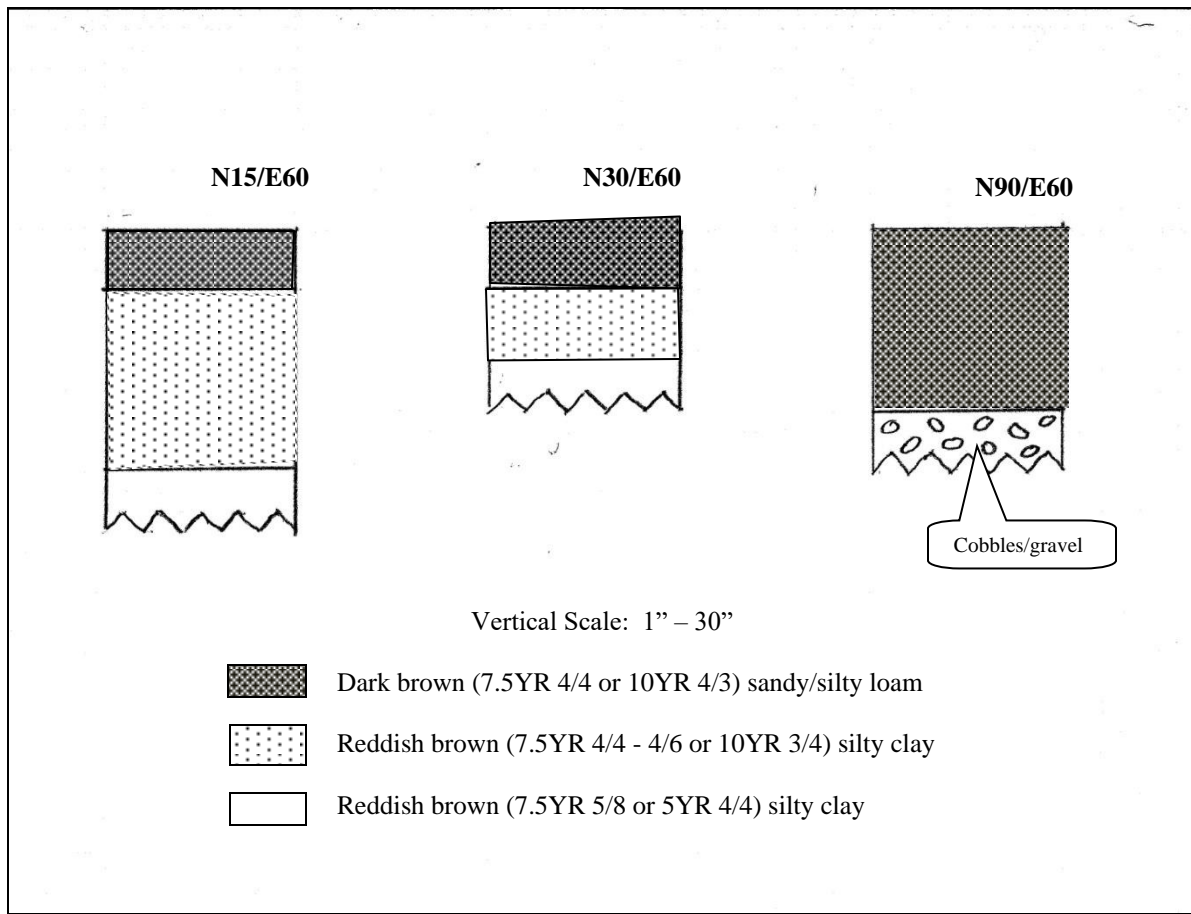 N15/E60
N30/E60
N90/E60
Cobbles/gravel
Vertical Scale:  1” – 30”
Dark brown (7.5YR 4/4 or 10YR 4/3) sandy/silty loam
Reddish brown (7.5YR 4/4 - 4/6 or 10YR 3/4) silty clay
Reddish brown (7.5YR 5/8 or 5YR 4/4) silty clay